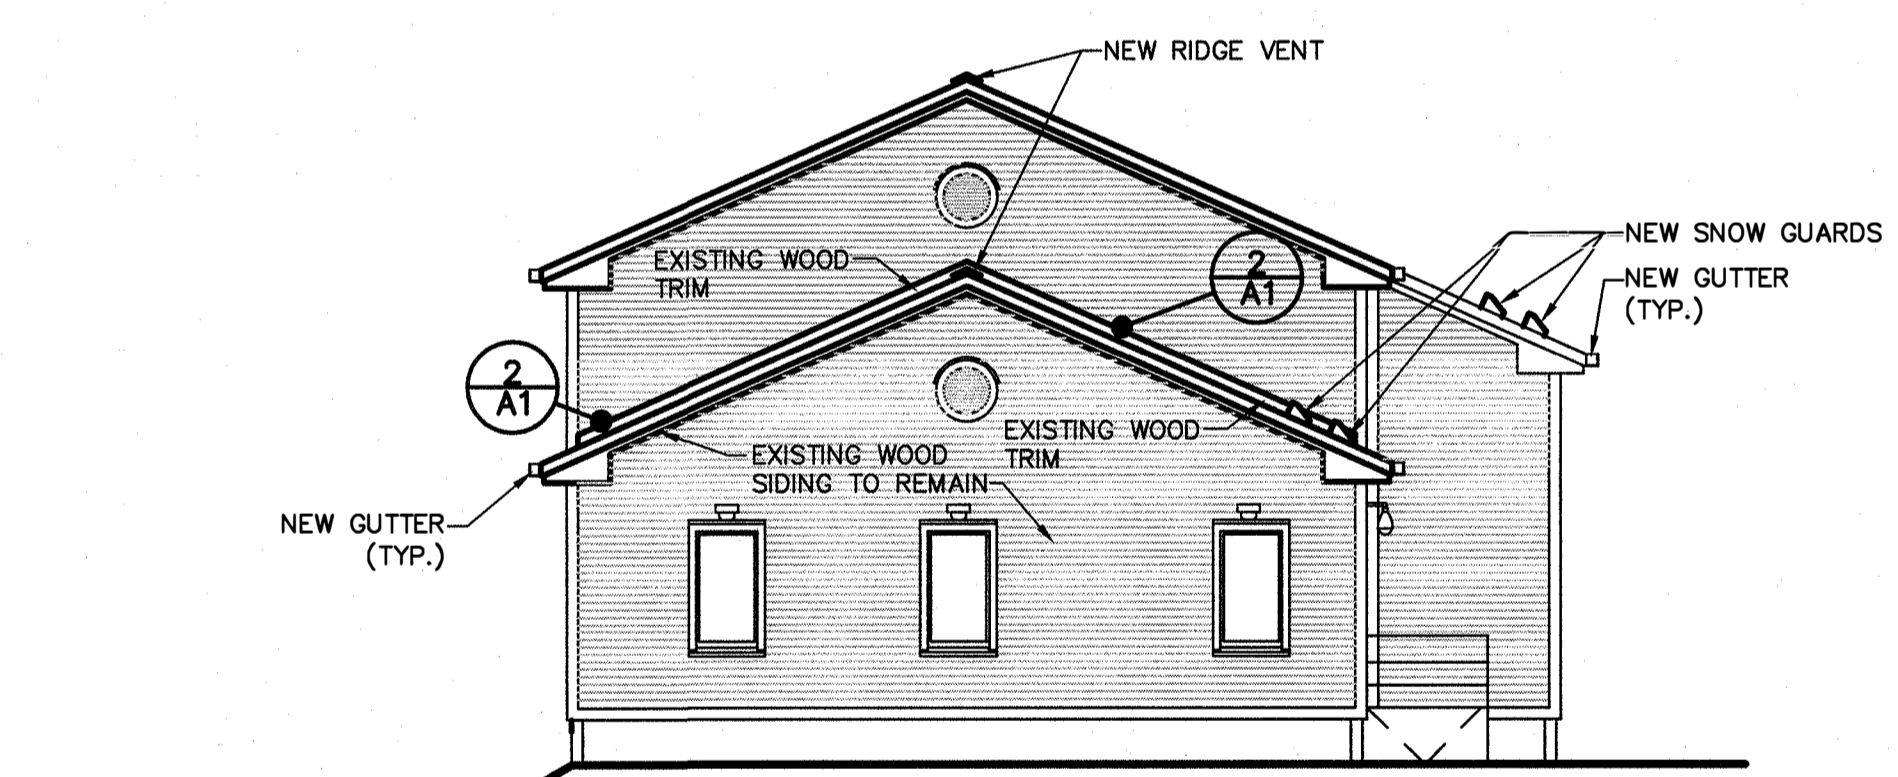 NEW RIDGE VENT
NEW SNOW GUARDS
NEW GUTTER
(TYP.)
EXISTING WOOD
TRIM
2
A1
2
A1
EXISTING WOOD
TRIM
EXISTING WOOD
SIDING TO REMAIN
NEW GUTTER
(TYP.)